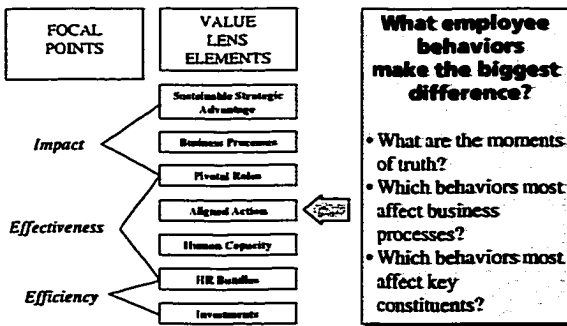 FOCAL
POINTS
VALUE
LENS
ELEMENTS
Impact
Effectiveness
Efficiency
Sustainable Strategic
Advantage
Business Processes
Pivotal Roles
Aligned Action
Human Capacity
HR Bundles
Investments
What employee
behaviors
make the biggest
difference?
• What are the moments
of truth?
• Which behaviors most
affect business
processes?
• Which behaviors most
affect key
constituents?